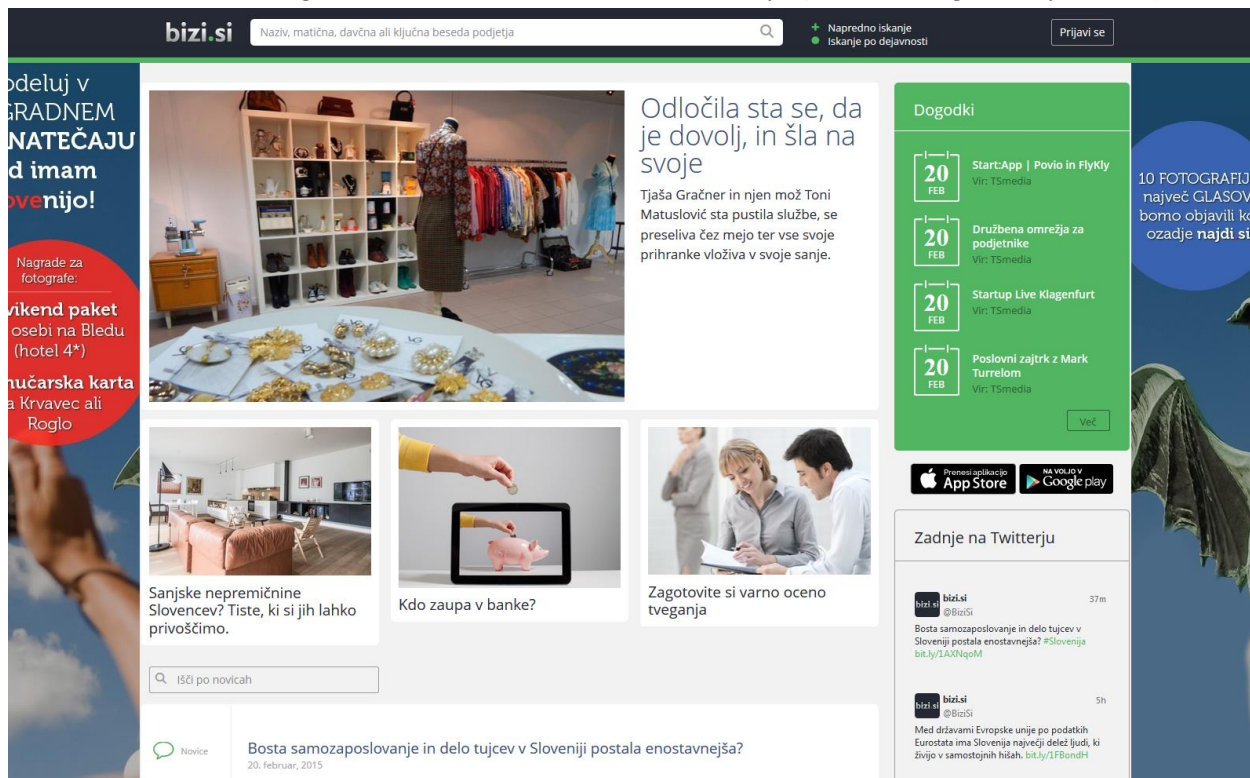 bizi.si
Naziv, matična, davčna ali ključna beseda podjetja
Napredno iskanje
Iskanje po dejavnosti
Prijavi se
NATEČAJU
d imam
nijo!
Nagrade za
fotografe:
vikend paket
osebi na Bledu
(hotel 4*)
a Krvavec ali
Roglo
Odločila sta se, da
je dovolj, in šla na
svoje
Tjaša Gračner in njen mož Toni
Matuslović sta pustila službe, se
preseliva čez mejo ter vse svoje
prihranke vloživa v svoje sanje.
Sanjske nepremičnine
Slovencev? Tiste, ki si jih lahko
privoščimo.
Kdo zaupa v banke?
Zagotovite si varno oceno
tveganja
Išči po novicah
Novice
Bosta samozaposlovanje in delo tujcev v Sloveniji postala enostavnejša?
20. februar, 2015
Dogodki
20
FEB
Start:App | Povio in FlyKly
Vir: TSmedia
20
FEB
Družbena omrežja za
podjetnike
Vir: TSmedia
20
FEB
Startup Live Klagenfurt
Vir: TSmedia
20
FEB
Poslovni zajtrk z Mark
Turrelom
Vir: TSmedia
Več
Prenesi aplikacijo
App Store
NA VOLJO V
Google play
Zadnje na Twitterju
bizi.si
bizi.si 37m
@BiziSi
Bosta samozaposlovanje in delo tujcev v
Sloveniji postala enostavnejša? #Slovenija
bit.ly/1AXNqoM
bizi.si
bizi.si 5h
@BiziSi
Med državami Evropske unije po podatkih
Eurostata ima Slovenija največji delež ljudi, ki
živijo v samostojnih hišah. bit.ly/1FBondH
10 FOTOGRAFIJ
največ GLASOV
bomo objavili ko
ozadje najdi si